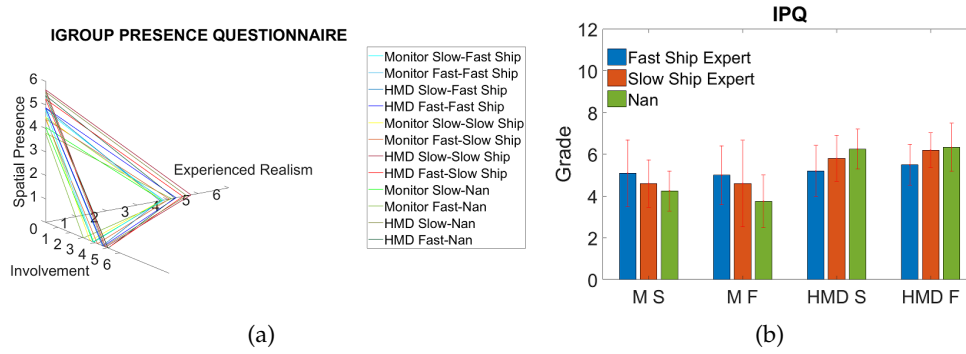 IGROUP PRESENCE QUESTIONNAIRE
6
5
4
3
2
1
0
Spatial Presence
1
2
3
4
5
6
Experienced Realism
1
2
3
4
5
6
Involvement
Monitor Slow-Fast Ship
Monitor Fast-Fast Ship
HMD Slow-Fast Ship
HMD Fast-Fast Ship
Monitor Slow-Slow Ship
Monitor Fast-Slow Ship
HMD Slow-Slow Ship
HMD Fast-Slow Ship
Monitor Slow-Nan
Monitor Fast-Nan
HMD Slow-Nan
HMD Fast-Nan
(a)
IPQ
12
10
8
6
4
2
0
Grade
Fast Ship Expert
Slow Ship Expert
Nan
M S
M F
HMD S
HMD F
(b)